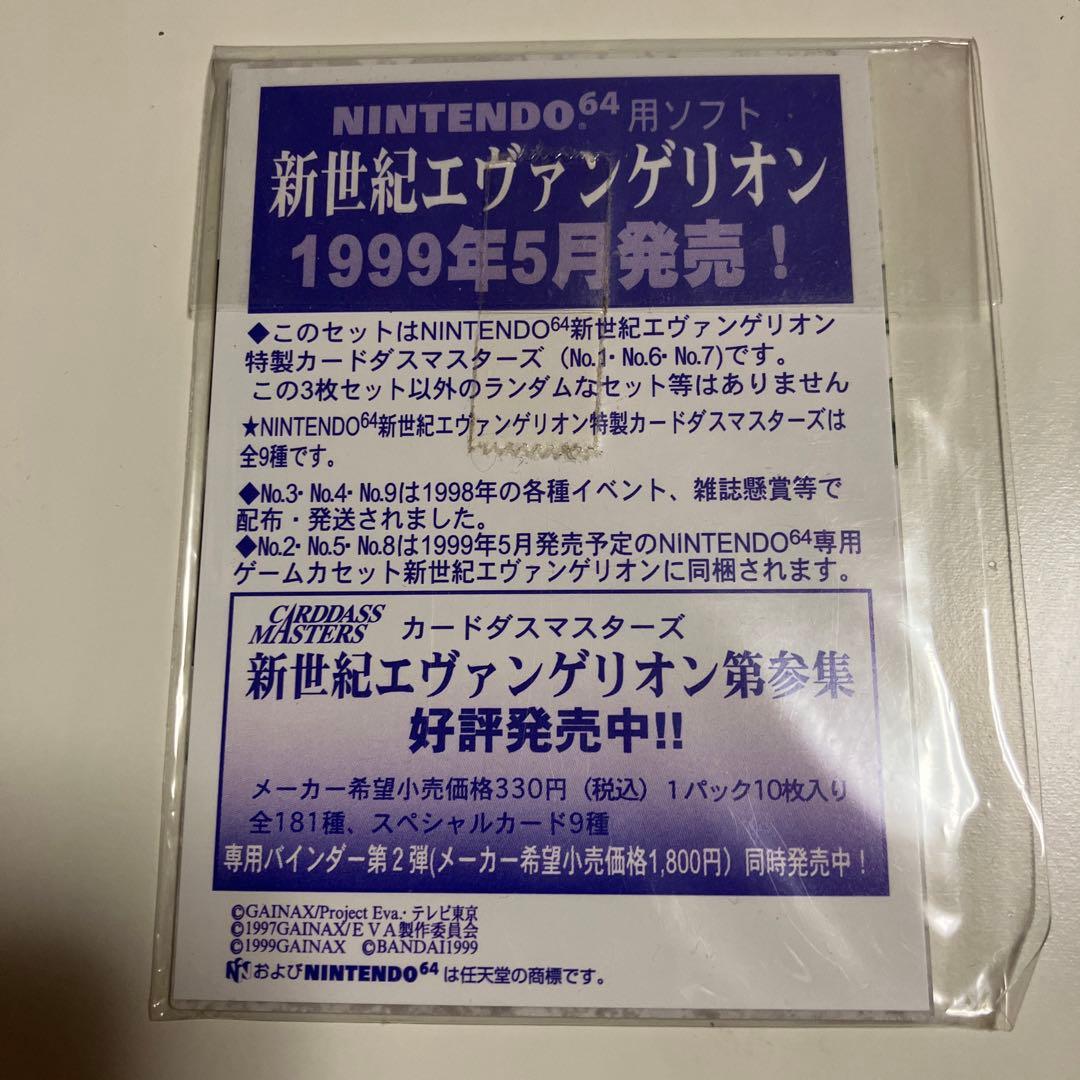 NINTENDO64用ソフト
新世紀エヴァンゲリオン
1999年5月発売！
◆このセットはNINTENDO64新世紀エヴァンゲリオン
特製カードダスマスターズ（No.1・No.6・No.7)です。
この3枚セット以外のランダムなセット等はありません
★NINTENDO64新世紀エヴァンゲリオン特製カードダスマスターズは
全9種です。
◆No.3・No.4・No.9は1998年の各種イベント、雑誌懸賞等で
配布・発送されました。
◆No.2・No.5・No.8は1999年5月発売予定のNINTENDO64専用
ゲームカセット新世紀エヴァンゲリオンに同梱されます。
CARDDASS MASTERS カードダスマスターズ
新世紀エヴァンゲリオン第参集
好評発売中!!
メーカー希望小売価格330円（税込）1パック10枚入り
全181種、スペシャルカード9種
専用バインダー第2弾(メーカー希望小売価格1,800円）同時発売中！
©GAINAX/Project Eva.・テレビ東京
©1997GAINAX/EVA製作委員会
©1999GAINAX ©BANDAI1999
およびNINTENDO64は任天堂の商標です。